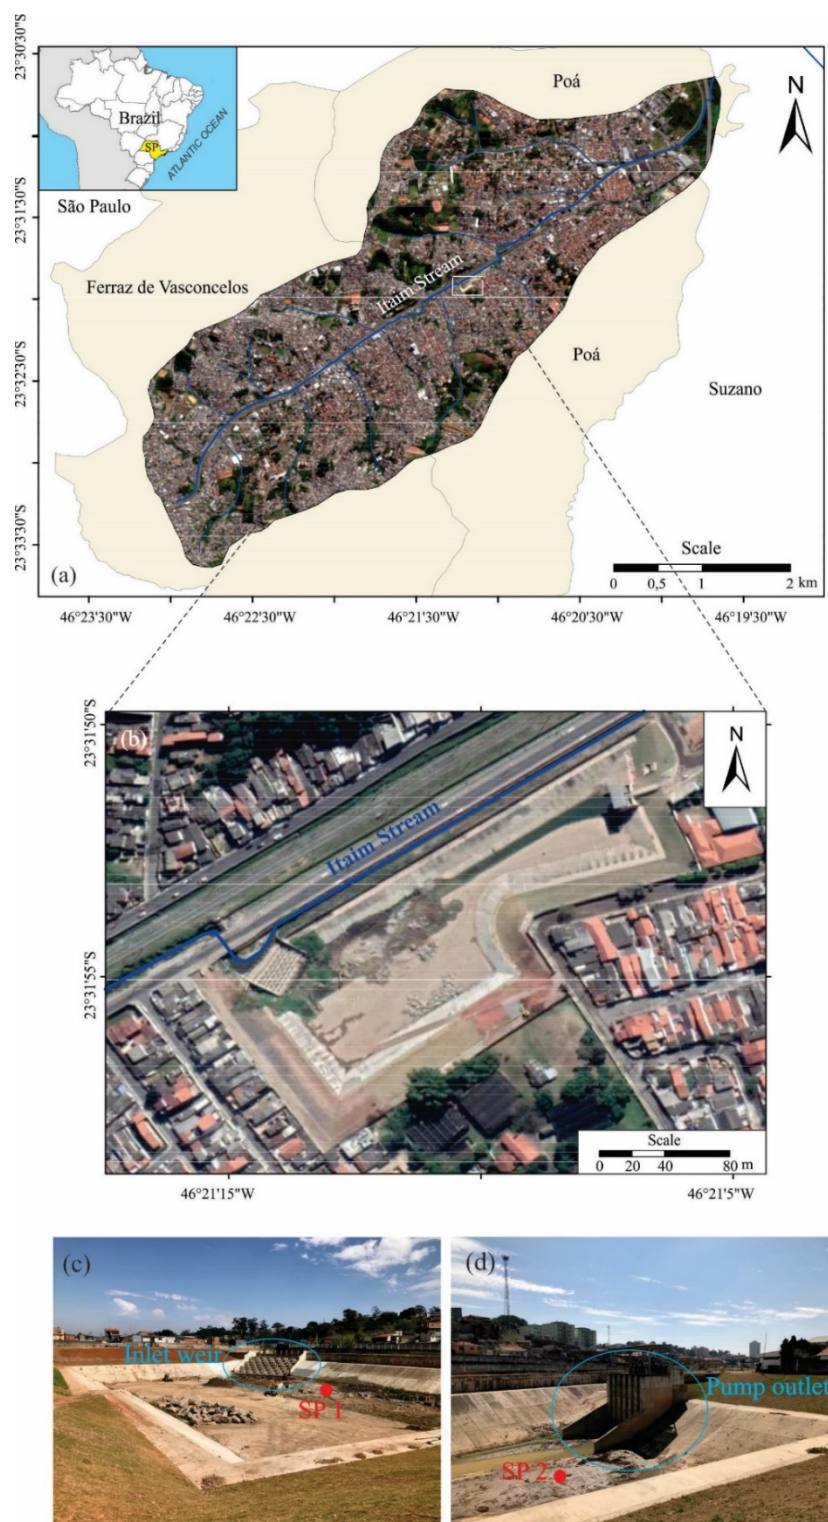 23°30'30"S
23°31'30"S
23°32'30"S
23°33'30"S
Brazil
SP
ATLANTIC OCEAN
São Paulo
Poá
N
Ferraz de Vasconcelos
Itaim Stream
Poá
Suzano
(a)
Scale
0 0,5 1 2 km
46°23'30"W 46°22'30"W 46°21'30"W 46°20'30"W 46°19'30"W
23°31'50"S
23°31'55"S
(b)
N
Itaim Stream
Scale
0 20 40 80 m
46°21'15"W 46°21'5"W
(c)
Inlet weir
SP 1
(d)
Pump outlet
SP 2